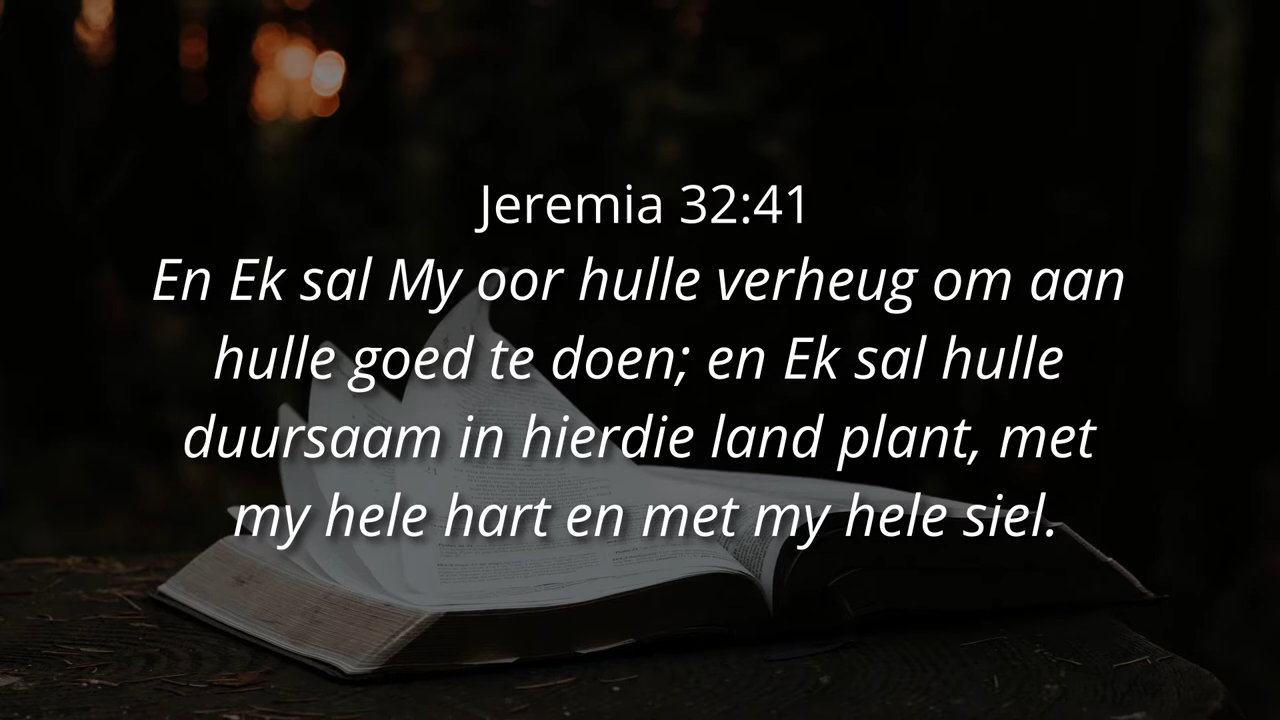 Jeremia 32:41
En Ek sal My oor hulle verheug om aan
hulle goed te doen; en Ek sal hulle
duursaam in hierdie land plant, met
my hele hart en met my hele siel.